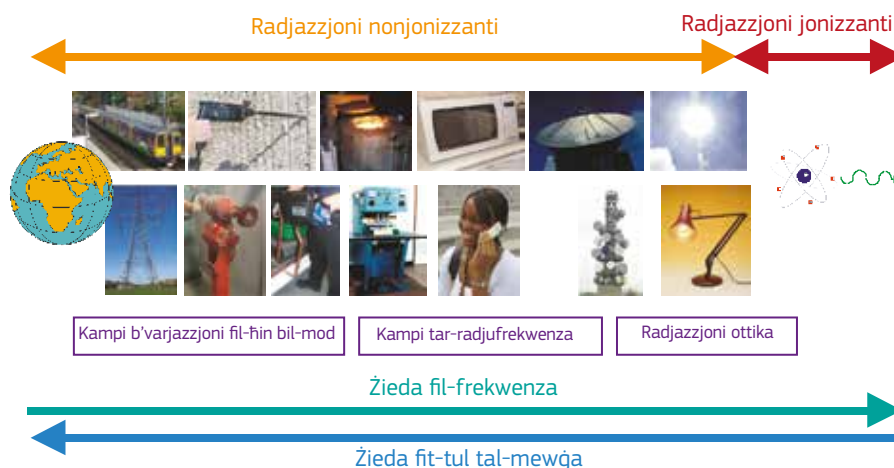 Radjazzjoni nonjonizzanti
Radjazzjoni jonizzanti
Kampi b'varjazzjoni fil-ħin bil-mod
Kampi tar-radjufrekwenza
Radjazzjoni ottika
Żieda fil-frekwenza
Żieda fit-tul tal-mewġa